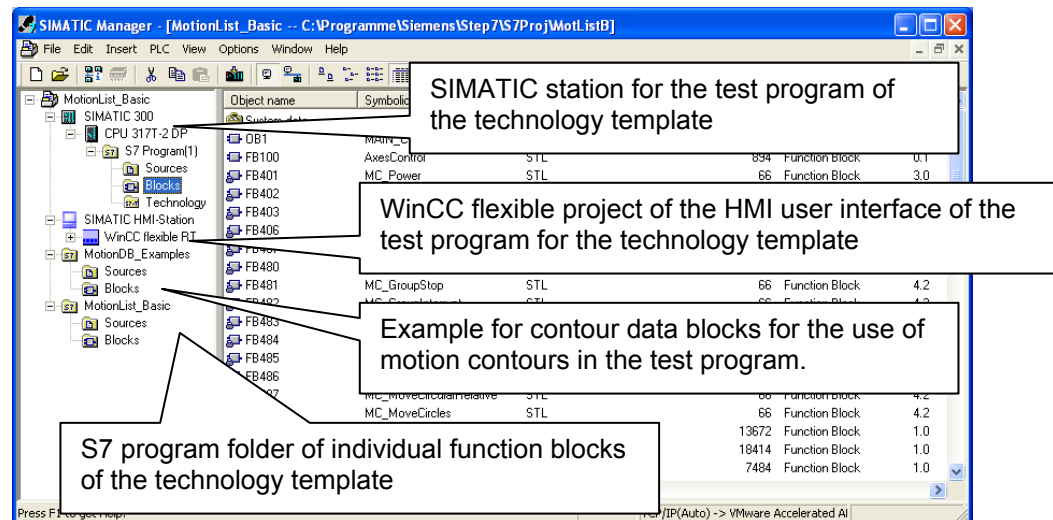 SIMATIC Manager - [MotionList_Basic -- C:\Programme\Siemens\Step7\S7Proj\MotListB]
File Edit Insert PLC View Options Window Help
SIMATIC station for the test program of
the technology template
MotionList_Basic
SIMATIC 300
CPU 317T-2 DP
S7 Program(1)
Sources
Blocks
Technology
SIMATIC HMI-Station
WinCC flexible RT
MotionDB_Examples
Sources
Blocks
MotionList_Basic
Sources
Blocks
Object name
System data
OB1
FB100 AxesControl STL 894 Function Block 0.1
FB401 MC_Power STL 66 Function Block 3.0
FB402
FB403
FB406
WinCC flexible project of the HMI user interface of the
test program for the technology template
FB480
FB481 MC_GroupStop STL 66 Function Block 4.2
FB483
FB484
FB485
FB486
Example for contour data blocks for the use of
motion contours in the test program.
MC_MoveCircularRelative STL 66 Function Block 4.2
MC_MoveCircles STL 66 Function Block 4.2
13672 Function Block 1.0
18414 Function Block 1.0
7484 Function Block 1.0
S7 program folder of individual function blocks
of the technology template
Press F1 to get Help.
TCP/IP(Auto) -> VMware Accelerated A